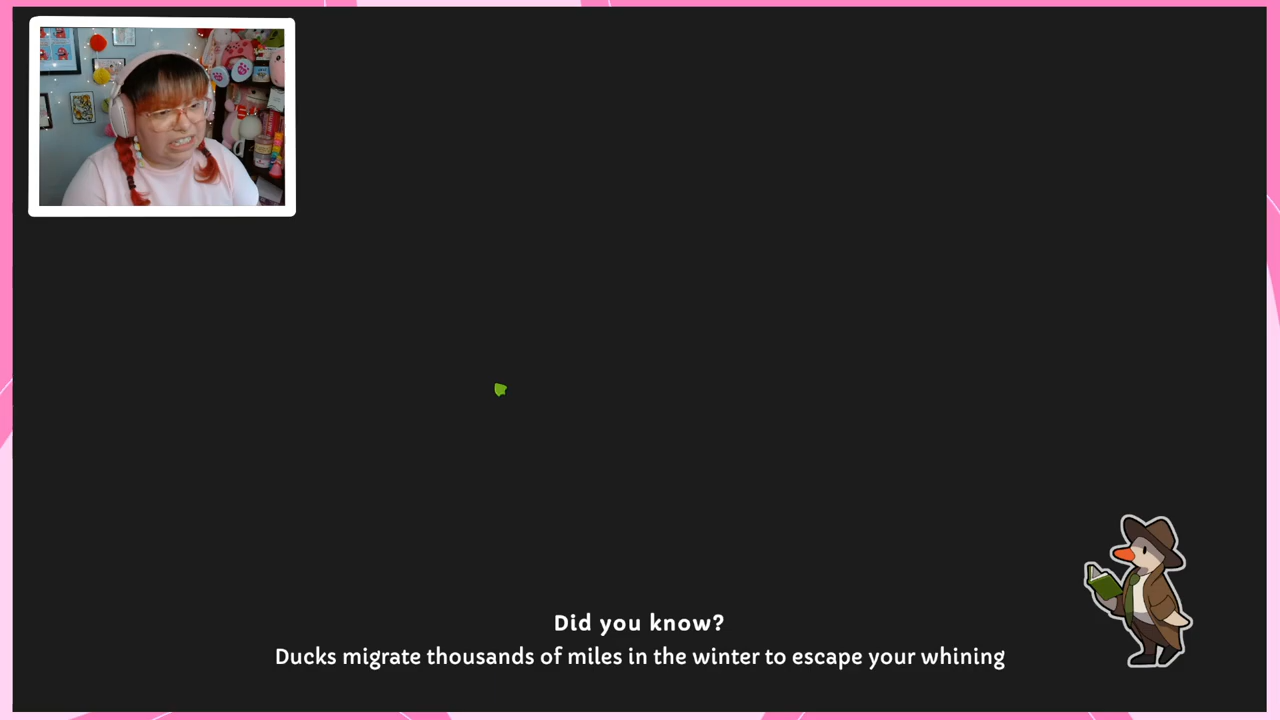 Did you know?
Ducks migrate thousands of miles in the winter to escape your whining